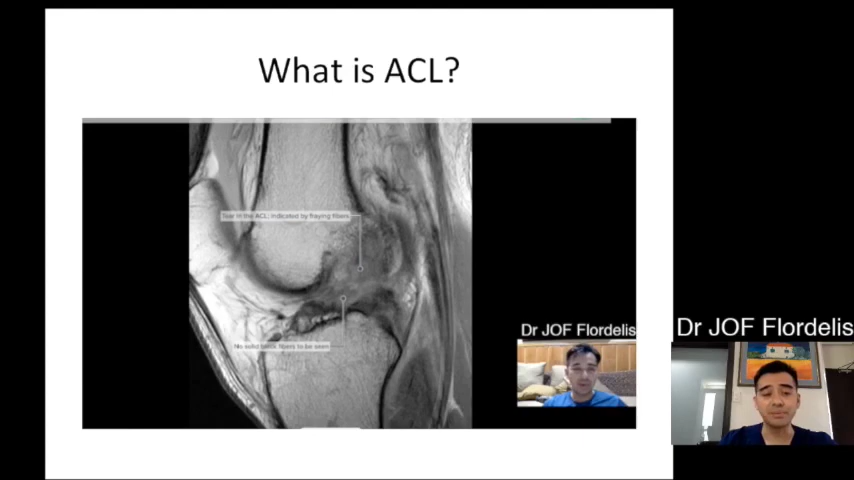 What is ACL?
Tear in the ACL, indicated by fraying fibers
No solid black fibers to be seen
Dr JOF Flordelis
Dr JOF Flordelis